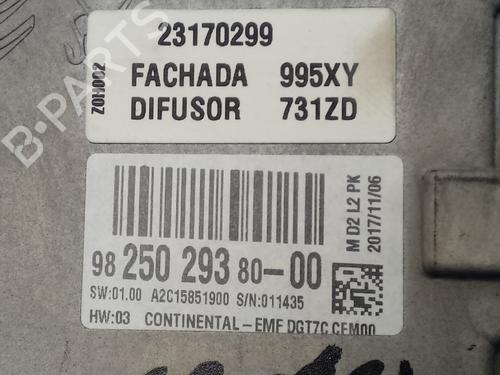 23170299
Z0H002
FACHADA 995XY
DIFUSOR 731ZD
B-PARTS
98 250 293 80-00
M D2 L2 PK
2017/11/06
SW:01.00 A2C15851900 S/N:011435
HW:03 CONTINENTAL-EMF DGT7C CEM00